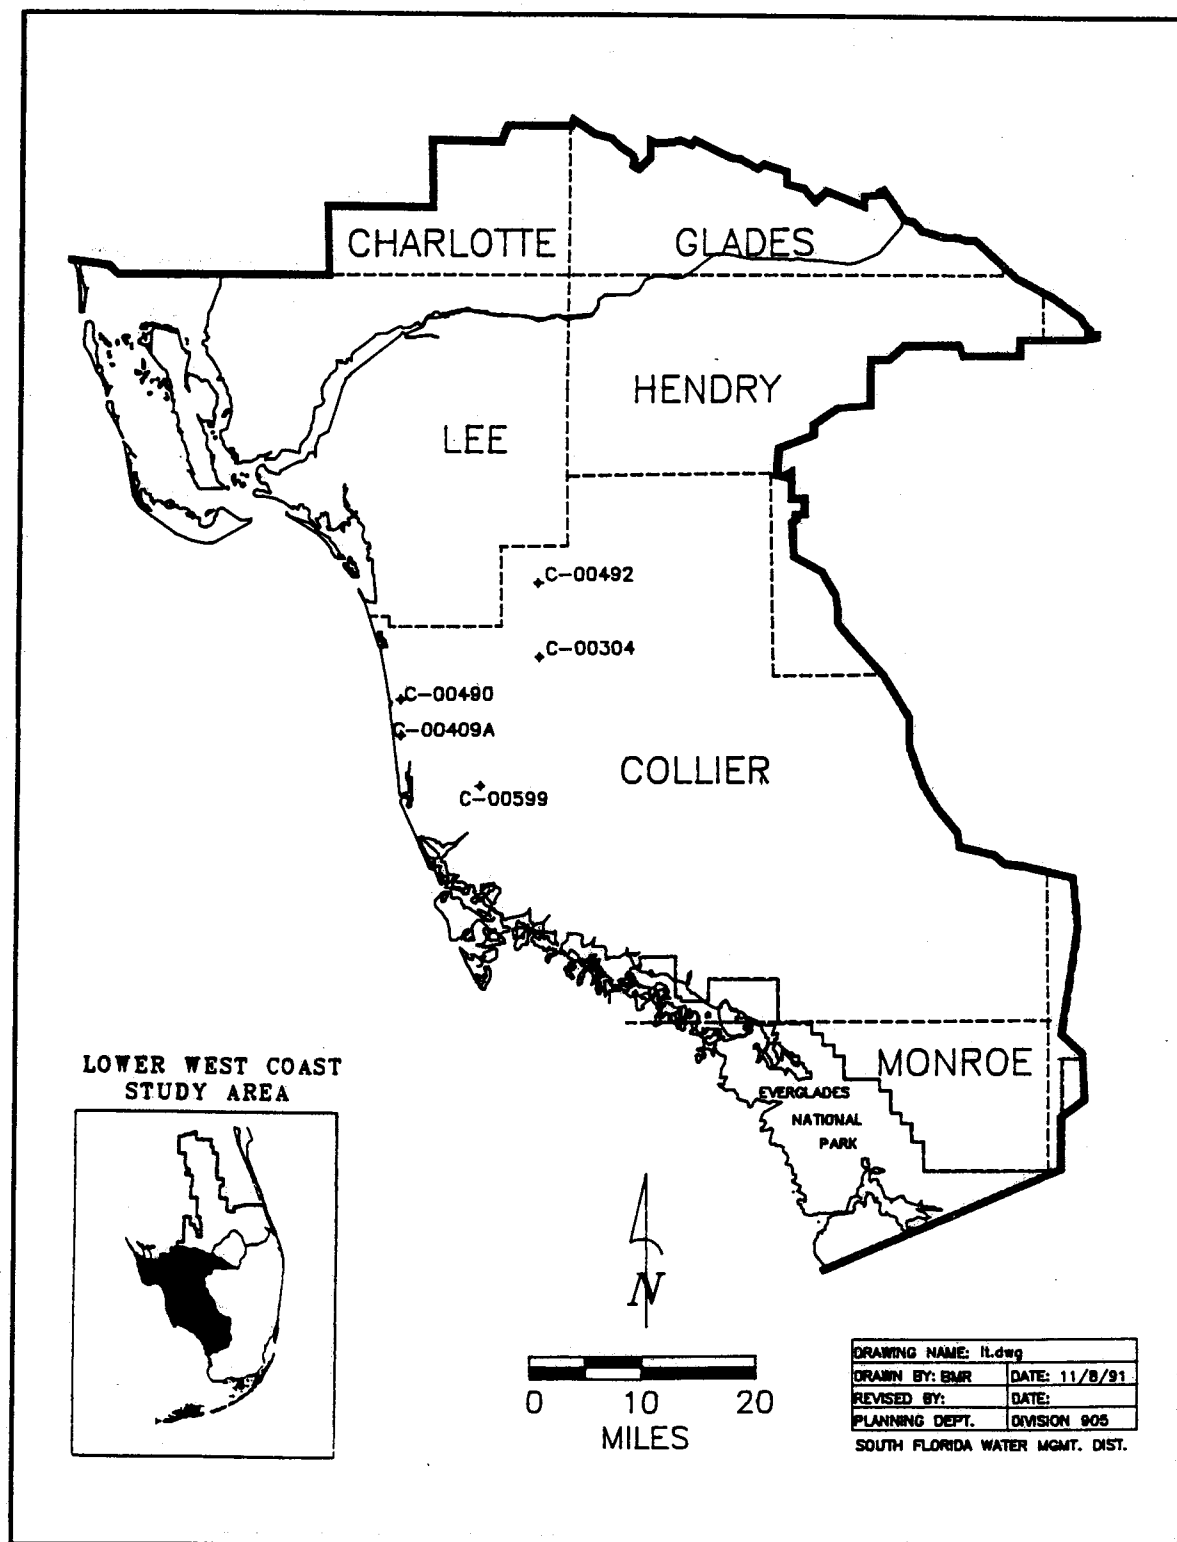 CHARLOTTE
GLADES
HENDRY
LEE
C-00492
C-00304
C-00490
C-00409A
COLLIER
C-00599
MONROE
EVERGLADES
NATIONAL
PARK
LOWER WEST COAST
STUDY AREA
N
0 10 20
MILES
DRAWING NAME: lt.dwg
DRAWN BY: BMR DATE: 11/8/91
REVISED BY: DATE:
PLANNING DEPT. DIVISION 905
SOUTH FLORIDA WATER MGMT. DIST.